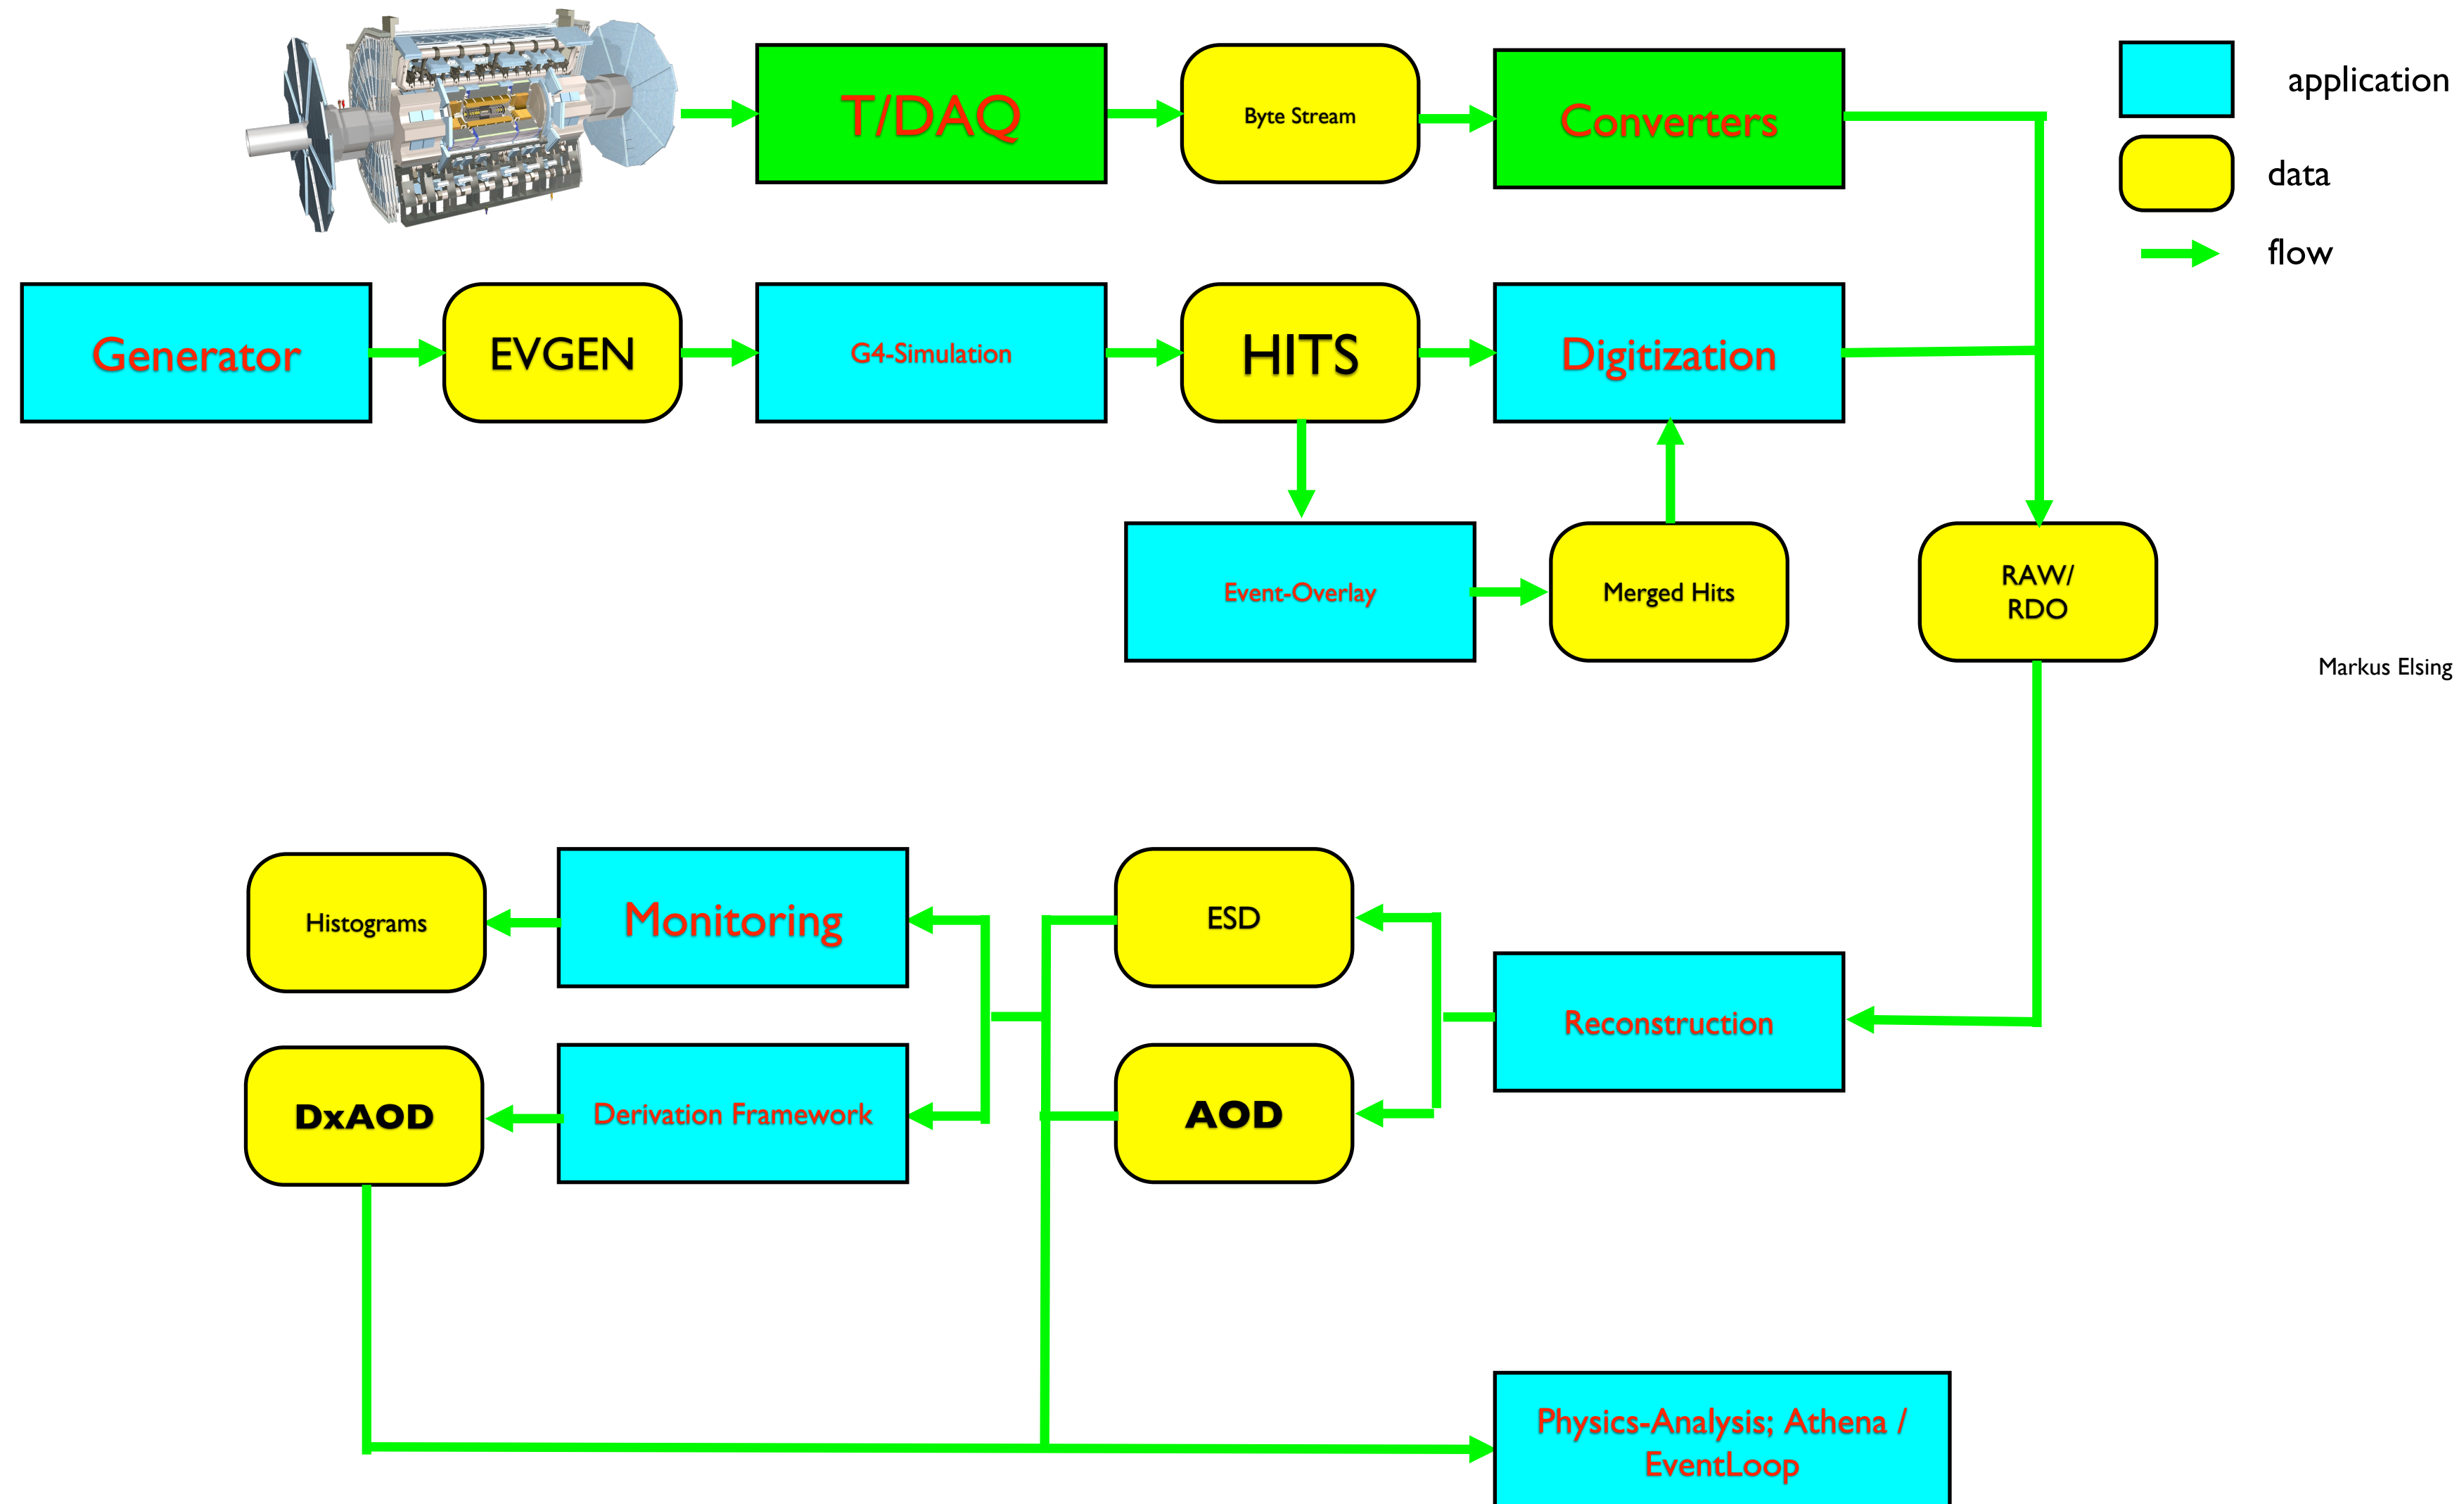 T/DAQ
Byte Stream
Converters
application
data
flow
Generator
EVGEN
G4-Simulation
HITS
Digitization
Event-Overlay
Merged Hits
RAW/
RDO
Markus Elsing
Histograms
Monitoring
ESD
Reconstruction
DxAOD
Derivation Framework
AOD
Physics-Analysis; Athena /
EventLoop